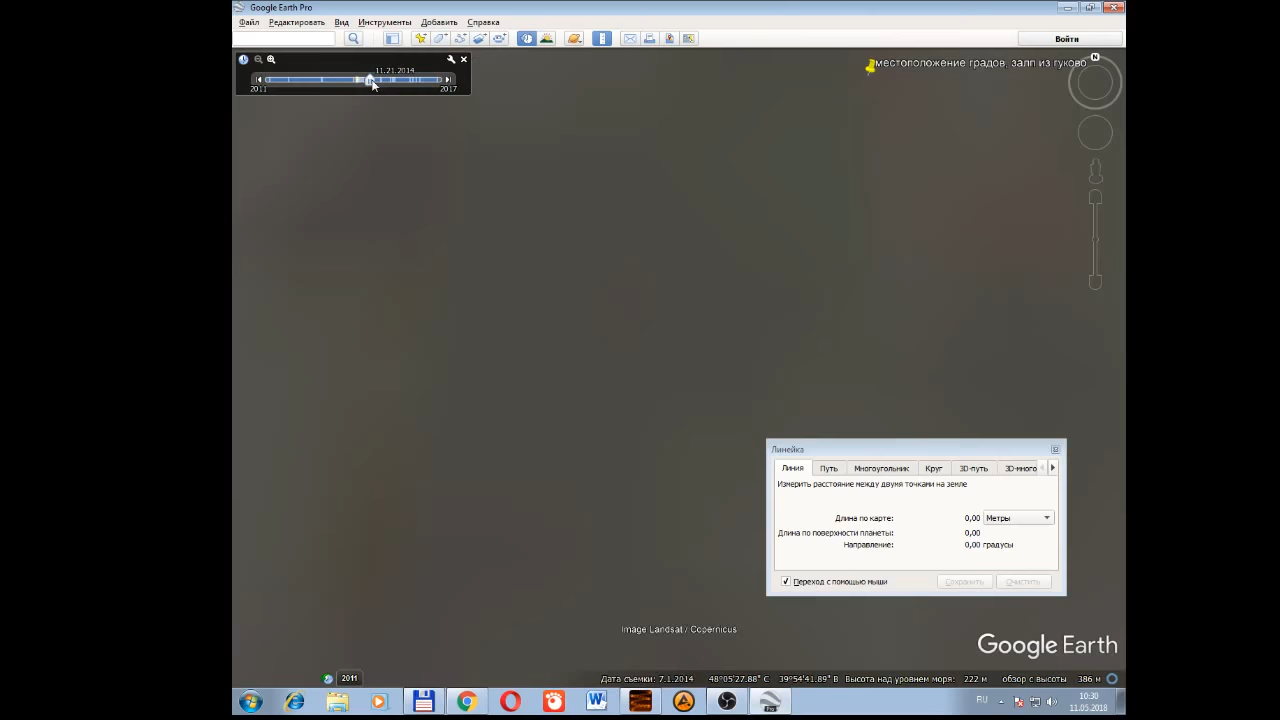 Google Earth Pro
Файл Редактировать Вид Инструменты Добавить Справка
Войти
11.21.2014
2011 2017
местоположение градов, залп из гуково
N
Линейка
Линия Путь Многоугольник Круг 3D-путь 3D-много
Измерить расстояние между двумя точками на земле
Длина по карте: 0,00 Метры
Длина по поверхности планеты: 0,00
Направление: 0,00 градусы
Переход с помощью мыши Сохранить Очистить
Image Landsat / Copernicus
Google Earth
2011 Дата съемки: 7.1.2014 48°05'27.88" С 39°54'41.89" В Высота над уровнем моря: 222 м обзор с высоты 386 м
RU 10:30
11.05.2018